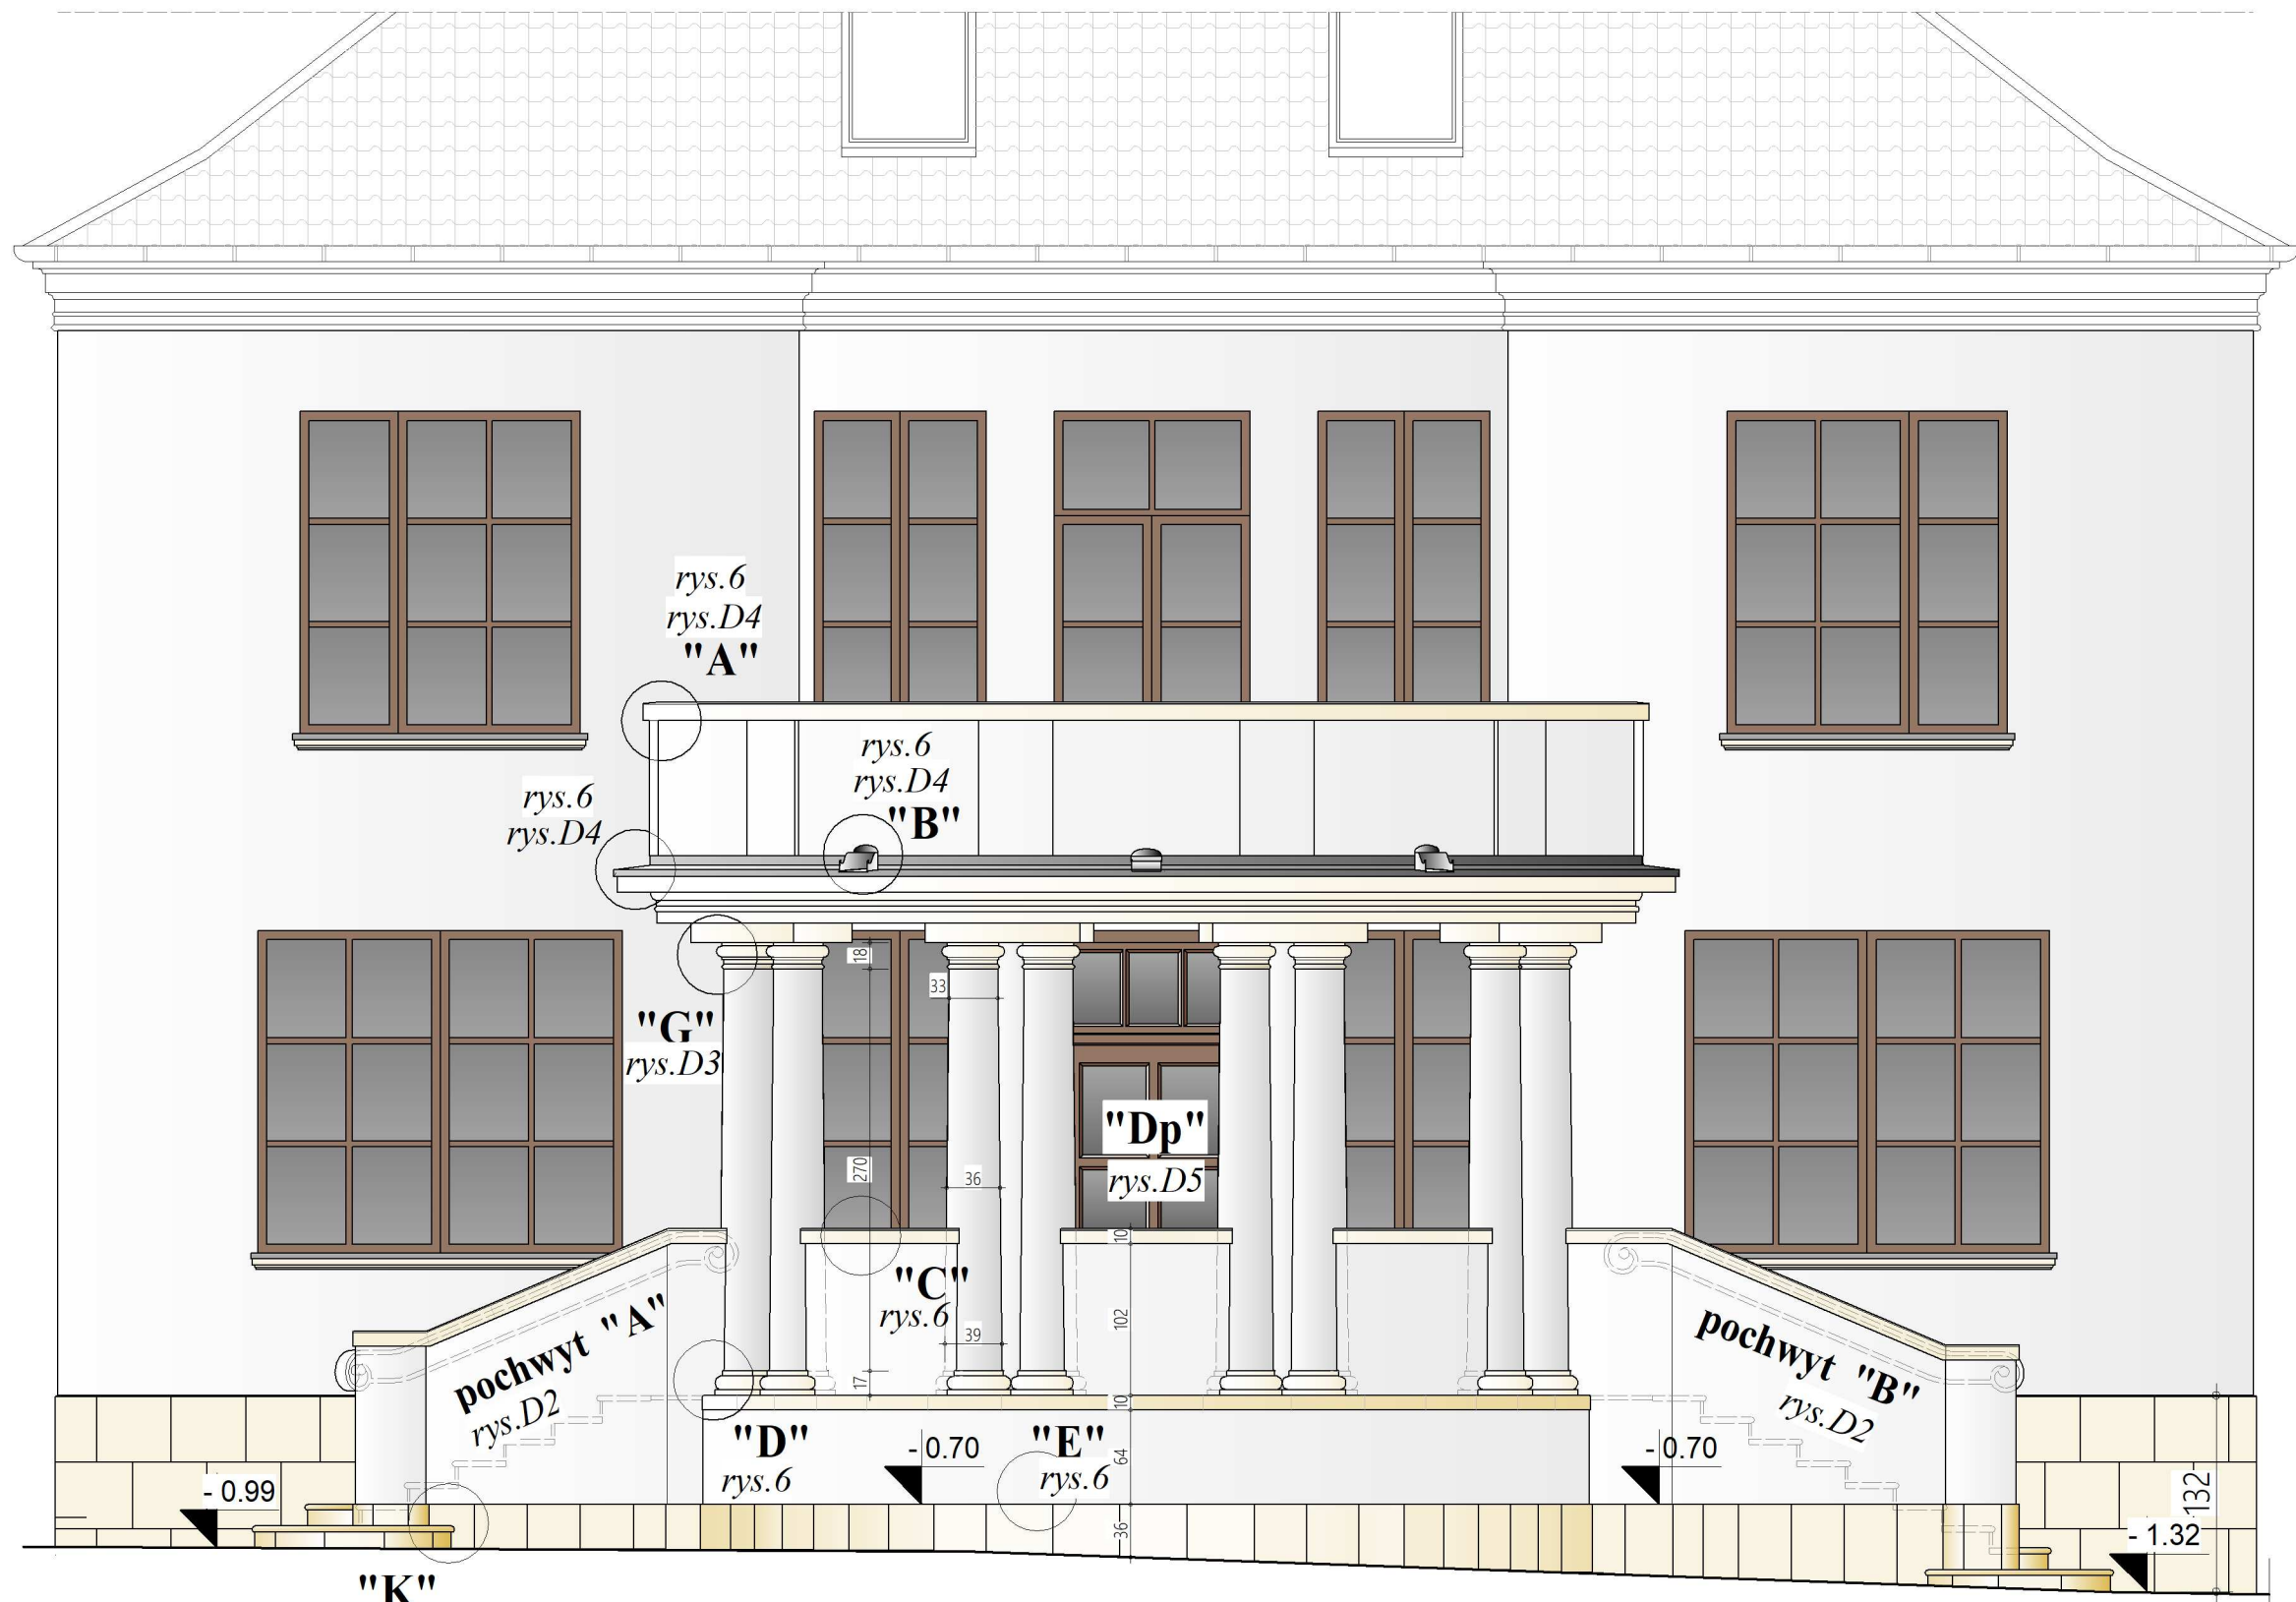 rys.6
rys.D4
"A"
rys.6
rys.D4
"B"
rys.6
rys.D4
18
33
"G"
rys.D3
"Dp"
rys.D5
270
36
10
"C"
rys.6
102
39
17
10
pochwyt "A"
rys.D2
pochwyt "B"
rys.D2
"D"
rys.6
- 0.70
"E"
rys.6
64
- 0.70
- 0.99
132
36
- 1.32
"K"